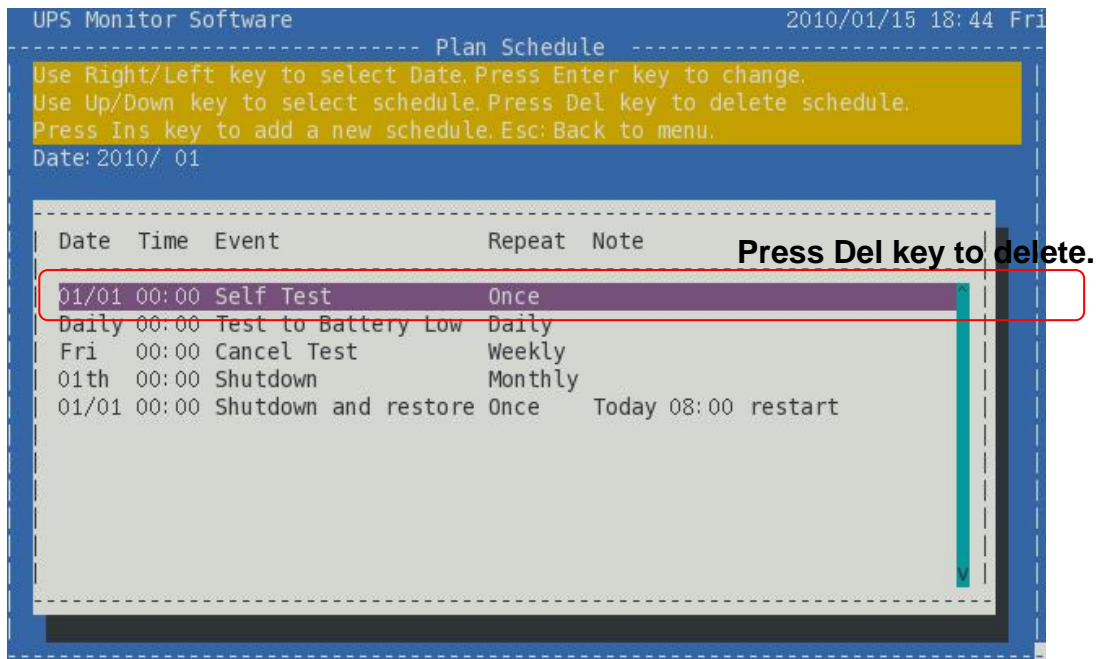 UPS Monitor Software 2010/01/15 18:44 Fri
Plan Schedule
Use Right/Left key to select Date.Press Enter key to change.
Use Up/Down key to select schedule.Press Del key to delete schedule.
Press Ins key to add a new schedule.Esc:Back to menu.
Date:2010/ 01
Date Time Event Repeat Note
Press Del key to delete.
01/01 00:00 Self Test Once ^
Daily 00:00 Test to Battery Low Daily
Fri 00:00 Cancel Test Weekly
01th 00:00 Shutdown Monthly
01/01 00:00 Shutdown and restore Once Today 08:00 restart
v